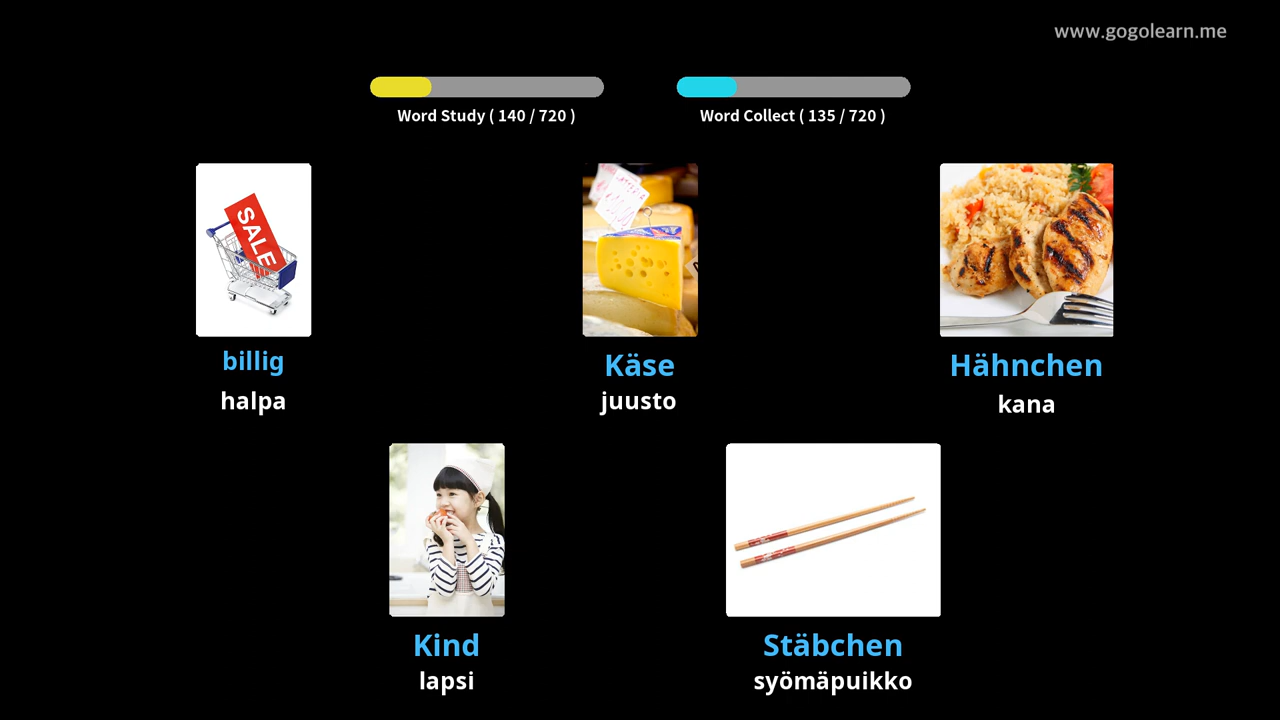 www.gogolearn.me
Word Study ( 140 / 720 )
Word Collect ( 135 / 720 )
SALE
billig
halpa
Käse
juusto
Hähnchen
kana
Kind
lapsi
Stäbchen
syömäpuikko